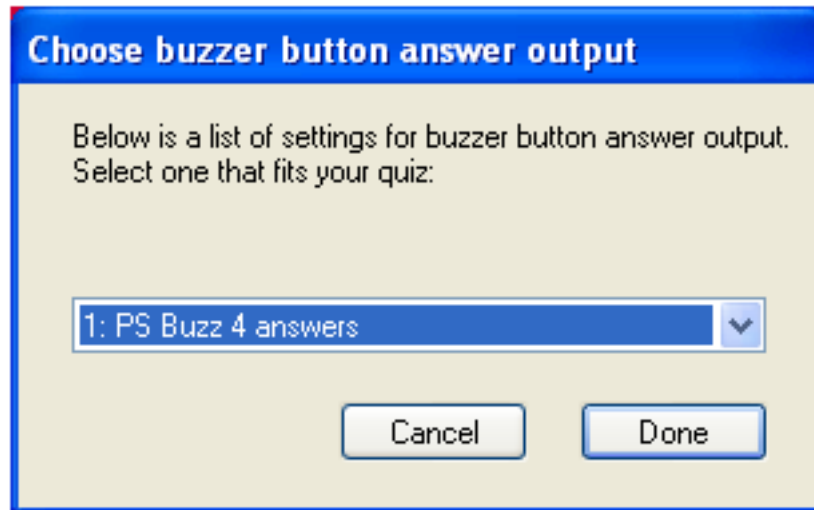 Choose buzzer button answer output
Below is a list of settings for buzzer button answer output.
Select one that fits your quiz:
1: PS Buzz 4 answers
Cancel Done